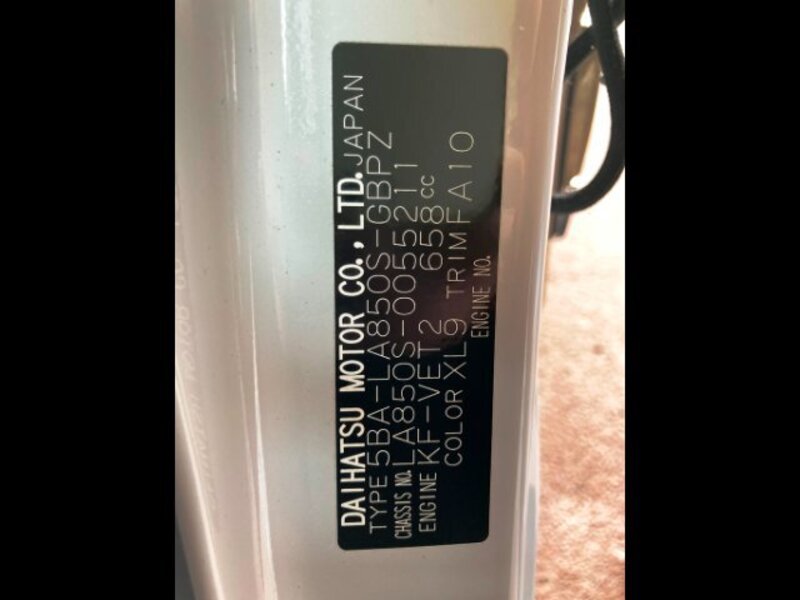 DAIHATSU MOTOR CO., LTD. JAPAN
TYPE 5BA-LA850S-GBPZ
CHASSIS NO. LA850S-0055211
ENGINE KF-VET2 658cc
COLOR XL9 TRIM FA10
ENGINE NO.